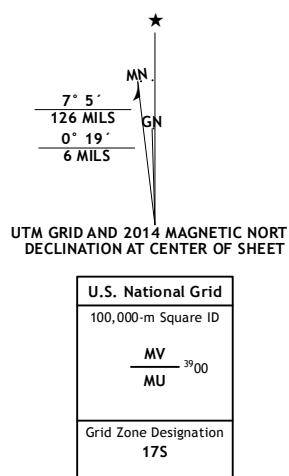 ★
MN
7° 5´
126 MILS
GN
0° 19´
6 MILS
UTM GRID AND 2014 MAGNETIC NORT
DECLINATION AT CENTER OF SHEET
U.S. National Grid
100,000-m Square ID
MV
³⁹00
MU
Grid Zone Designation
17S